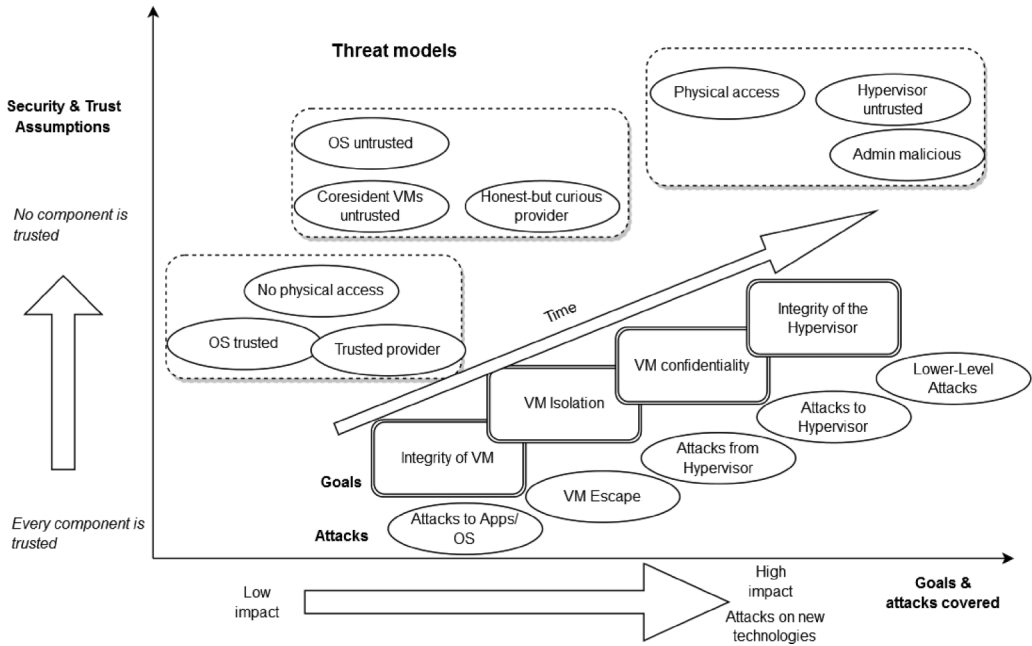 Threat models
Security & Trust
Assumptions
Physical access
Hypervisor
untrusted
Admin malicious
OS untrusted
Coresident VMs
untrusted
Honest-but curious
provider
No component is
trusted
No physical access
OS trusted
Trusted provider
Time
Integrity of the
Hypervisor
VM confidentiality
VM Isolation
Integrity of VM
Goals
Lower-Level
Attacks
Attacks to
Hypervisor
Attacks from
Hypervisor
VM Escape
Attacks to Apps/
OS
Attacks
Every component is
trusted
Low
impact
High
impact
Attacks on new
technologies
Goals &
attacks covered